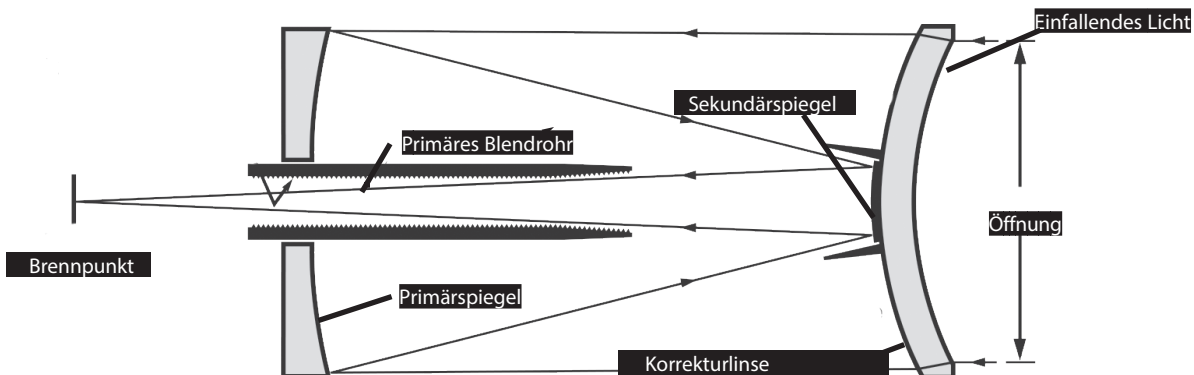 Einfallendes Licht
Sekundärspiegel
Primäres Blendrohr
Öffnung
Brennpunkt
Primärspiegel
Korrekturlinse